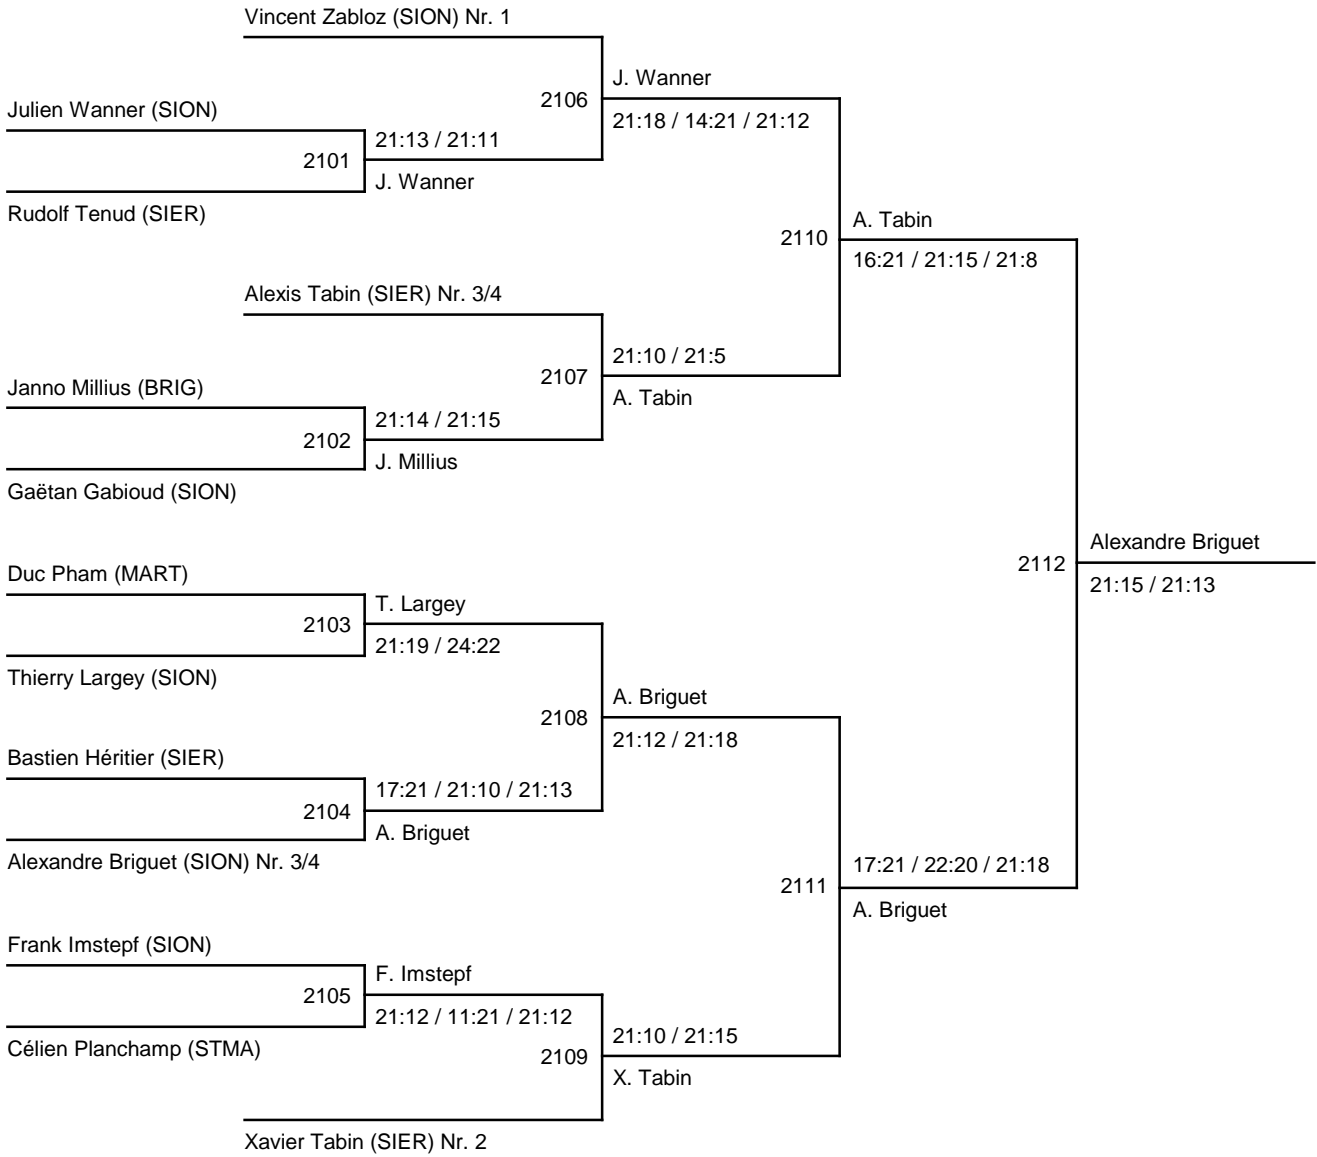 Vincent Zabloz (SION) Nr. 1
J. Wanner
2106
Julien Wanner (SION)
21:18 / 14:21 / 21:12
21:13 / 21:11
2101
J. Wanner
Rudolf Tenud (SIER)
A. Tabin
2110
16:21 / 21:15 / 21:8
Alexis Tabin (SIER) Nr. 3/4
21:10 / 21:5
2107
Janno Millius (BRIG)
A. Tabin
21:14 / 21:15
2102
J. Millius
Gaëtan Gabioud (SION)
Alexandre Briguet
2112
Duc Pham (MART)
21:15 / 21:13
T. Largey
2103
21:19 / 24:22
Thierry Largey (SION)
A. Briguet
2108
21:12 / 21:18
Bastien Héritier (SIER)
17:21 / 21:10 / 21:13
2104
A. Briguet
Alexandre Briguet (SION) Nr. 3/4
17:21 / 22:20 / 21:18
2111
A. Briguet
Frank Imstepf (SION)
F. Imstepf
2105
21:12 / 11:21 / 21:12
21:10 / 21:15
Célien Planchamp (STMA)
2109
X. Tabin
Xavier Tabin (SIER) Nr. 2